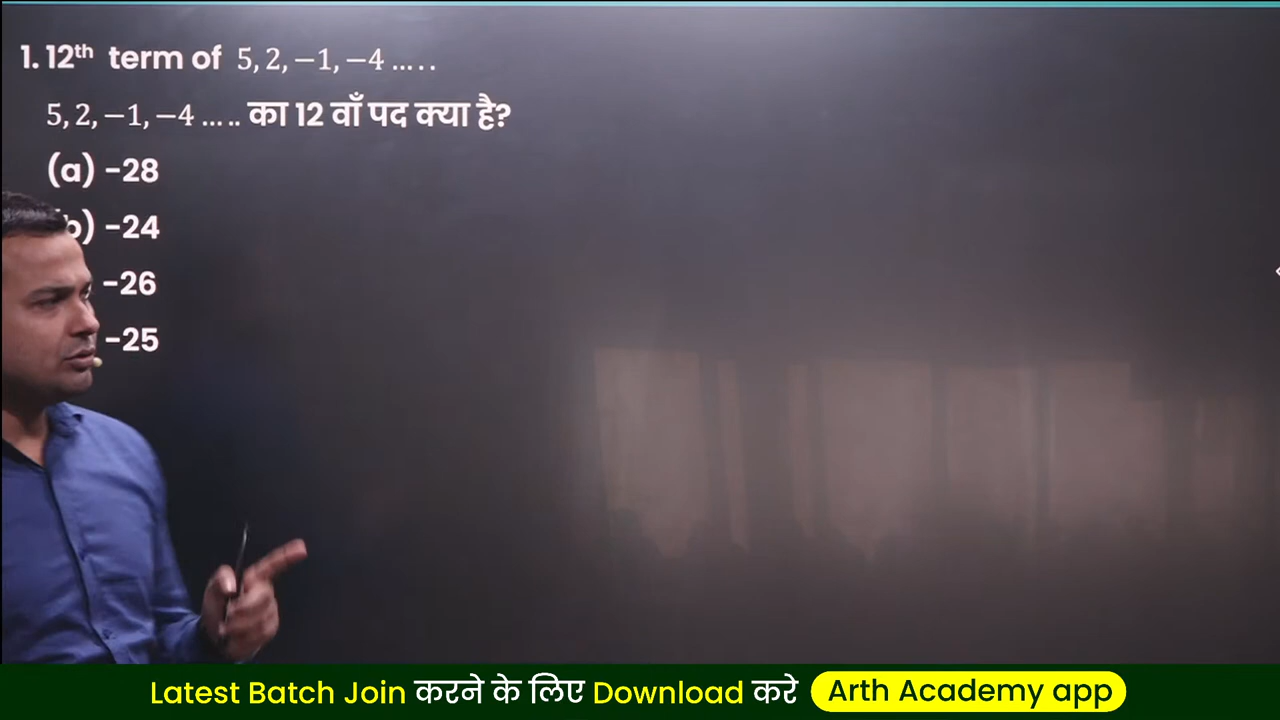 1. 12th term of 5, 2, −1, −4 .....
5, 2, −1, −4 ..... का 12 वाँ पद क्या है?
(a) -28
b) -24
-26
-25
Latest Batch Join करने के लिए Download करे Arth Academy app